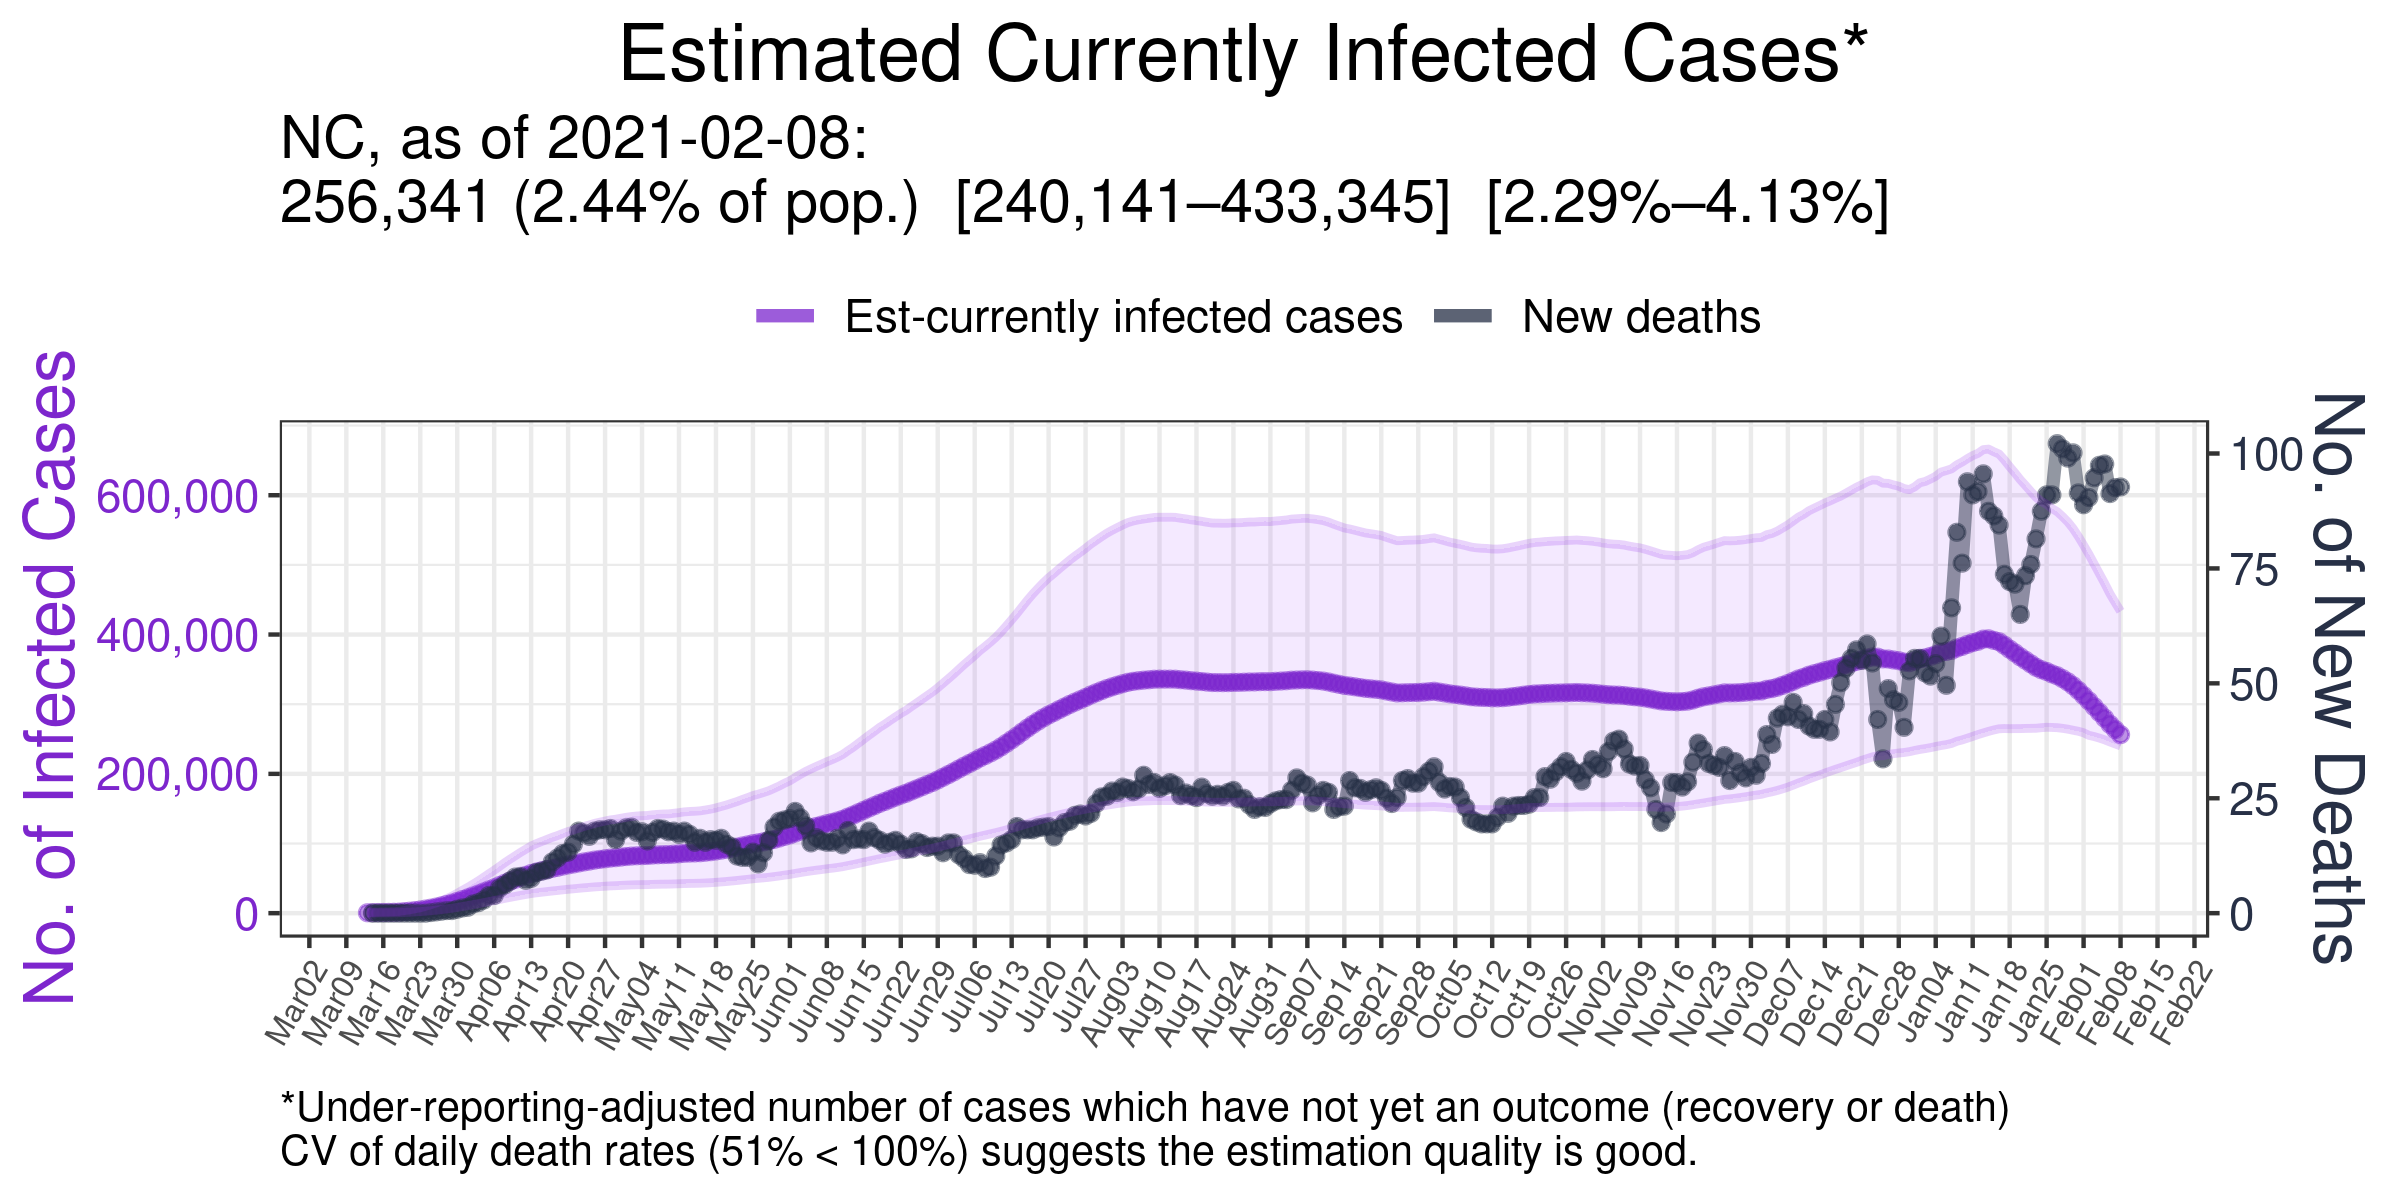 Estimated Currently Infected Cases*
NC, as of 2021-02-08:
256,341 (2.44% of pop.) [240,141–433,345] [2.29%–4.13%]
Est-currently infected cases New deaths
No. of Infected Cases
600,000
400,000
200,000
0
100
75
50
25
0
No. of New Deaths
Mar02 Mar09 Mar16 Mar23 Mar30 Apr06 Apr13 Apr20 Apr27 May04 May11 May18 May25 Jun01 Jun08 Jun15 Jun22 Jun29 Jul06 Jul13 Jul20 Jul27 Aug03 Aug10 Aug17 Aug24 Aug31 Sep07 Sep14 Sep21 Sep28 Oct05 Oct12 Oct19 Oct26 Nov02 Nov09 Nov16 Nov23 Nov30 Dec07 Dec14 Dec21 Dec28 Jan04 Jan11 Jan18 Jan25 Feb01 Feb08 Feb15 Feb22
*Under-reporting-adjusted number of cases which have not yet an outcome (recovery or death)
CV of daily death rates (51% < 100%) suggests the estimation quality is good.